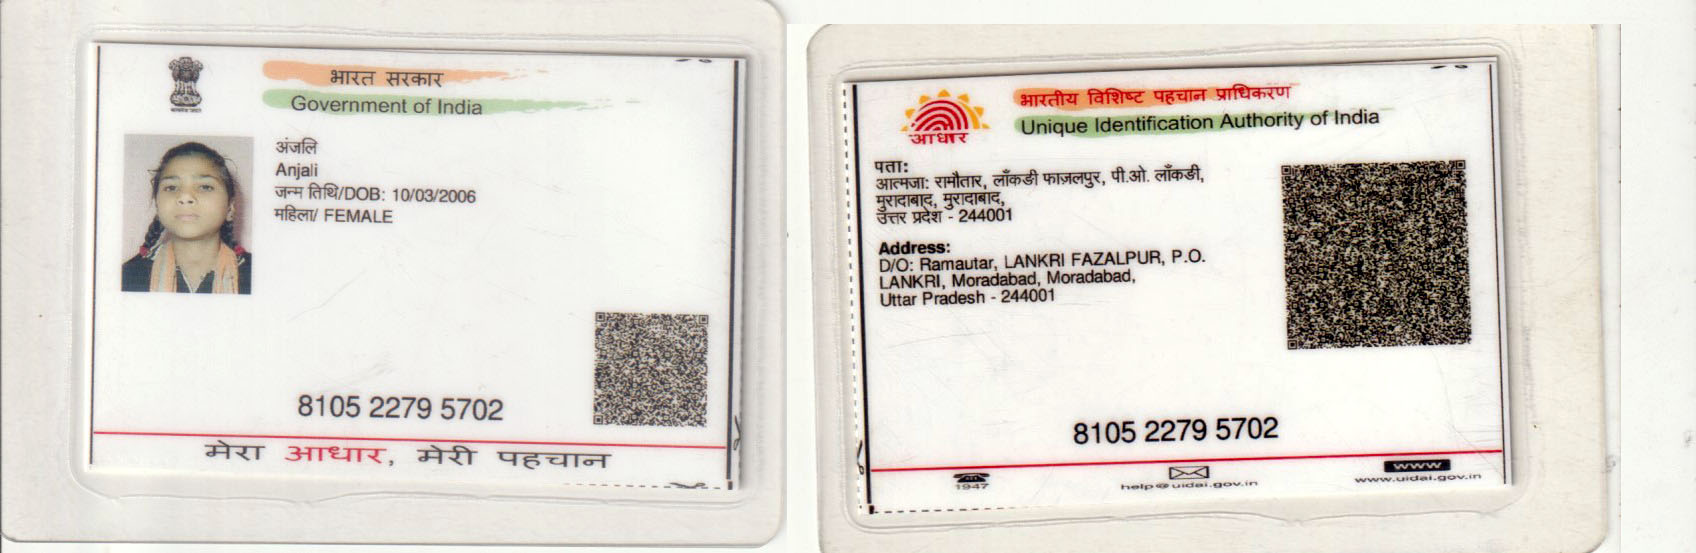 भारत सरकार
Government of India
अंजलि
Anjali
जन्म तिथि/DOB: 10/03/2006
महिला/ FEMALE
8105 2279 5702
मेरा आधार, मेरी पहचान
भारतीय विशिष्ट पहचान प्राधिकरण
Unique Identification Authority of India
आधार
पता:
आत्मजा: रामौतार, लाँकङी फाज़लपुर, पी.ओ. लाँकङी,
मुरादाबाद, मुरादाबाद,
उत्तर प्रदेश - 244001
Address:
D/O: Ramautar, LANKRI FAZALPUR, P.O.
LANKRI, Moradabad, Moradabad,
Uttar Pradesh - 244001
8105 2279 5702
1947
help@uidai.gov.in
www
www.uidai.gov.in